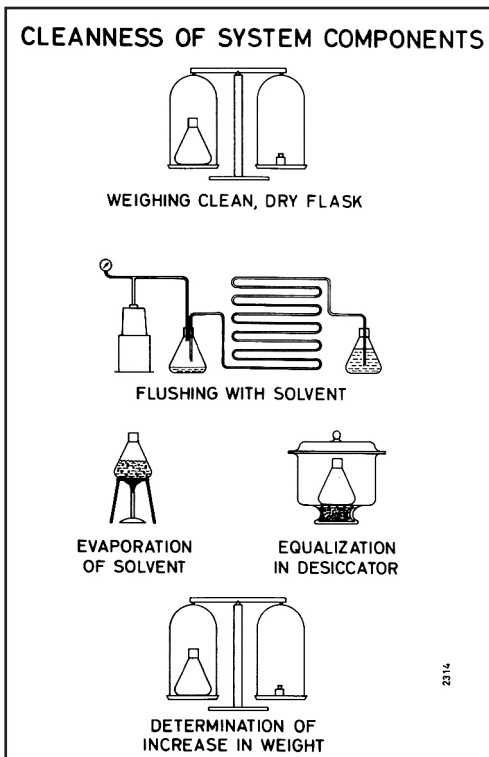 CLEANNESS OF SYSTEM COMPONENTS
WEIGHING CLEAN, DRY FLASK
FLUSHING WITH SOLVENT
EVAPORATION
OF SOLVENT
EQUALIZATION
IN DESICCATOR
2314
DETERMINATION OF
INCREASE IN WEIGHT